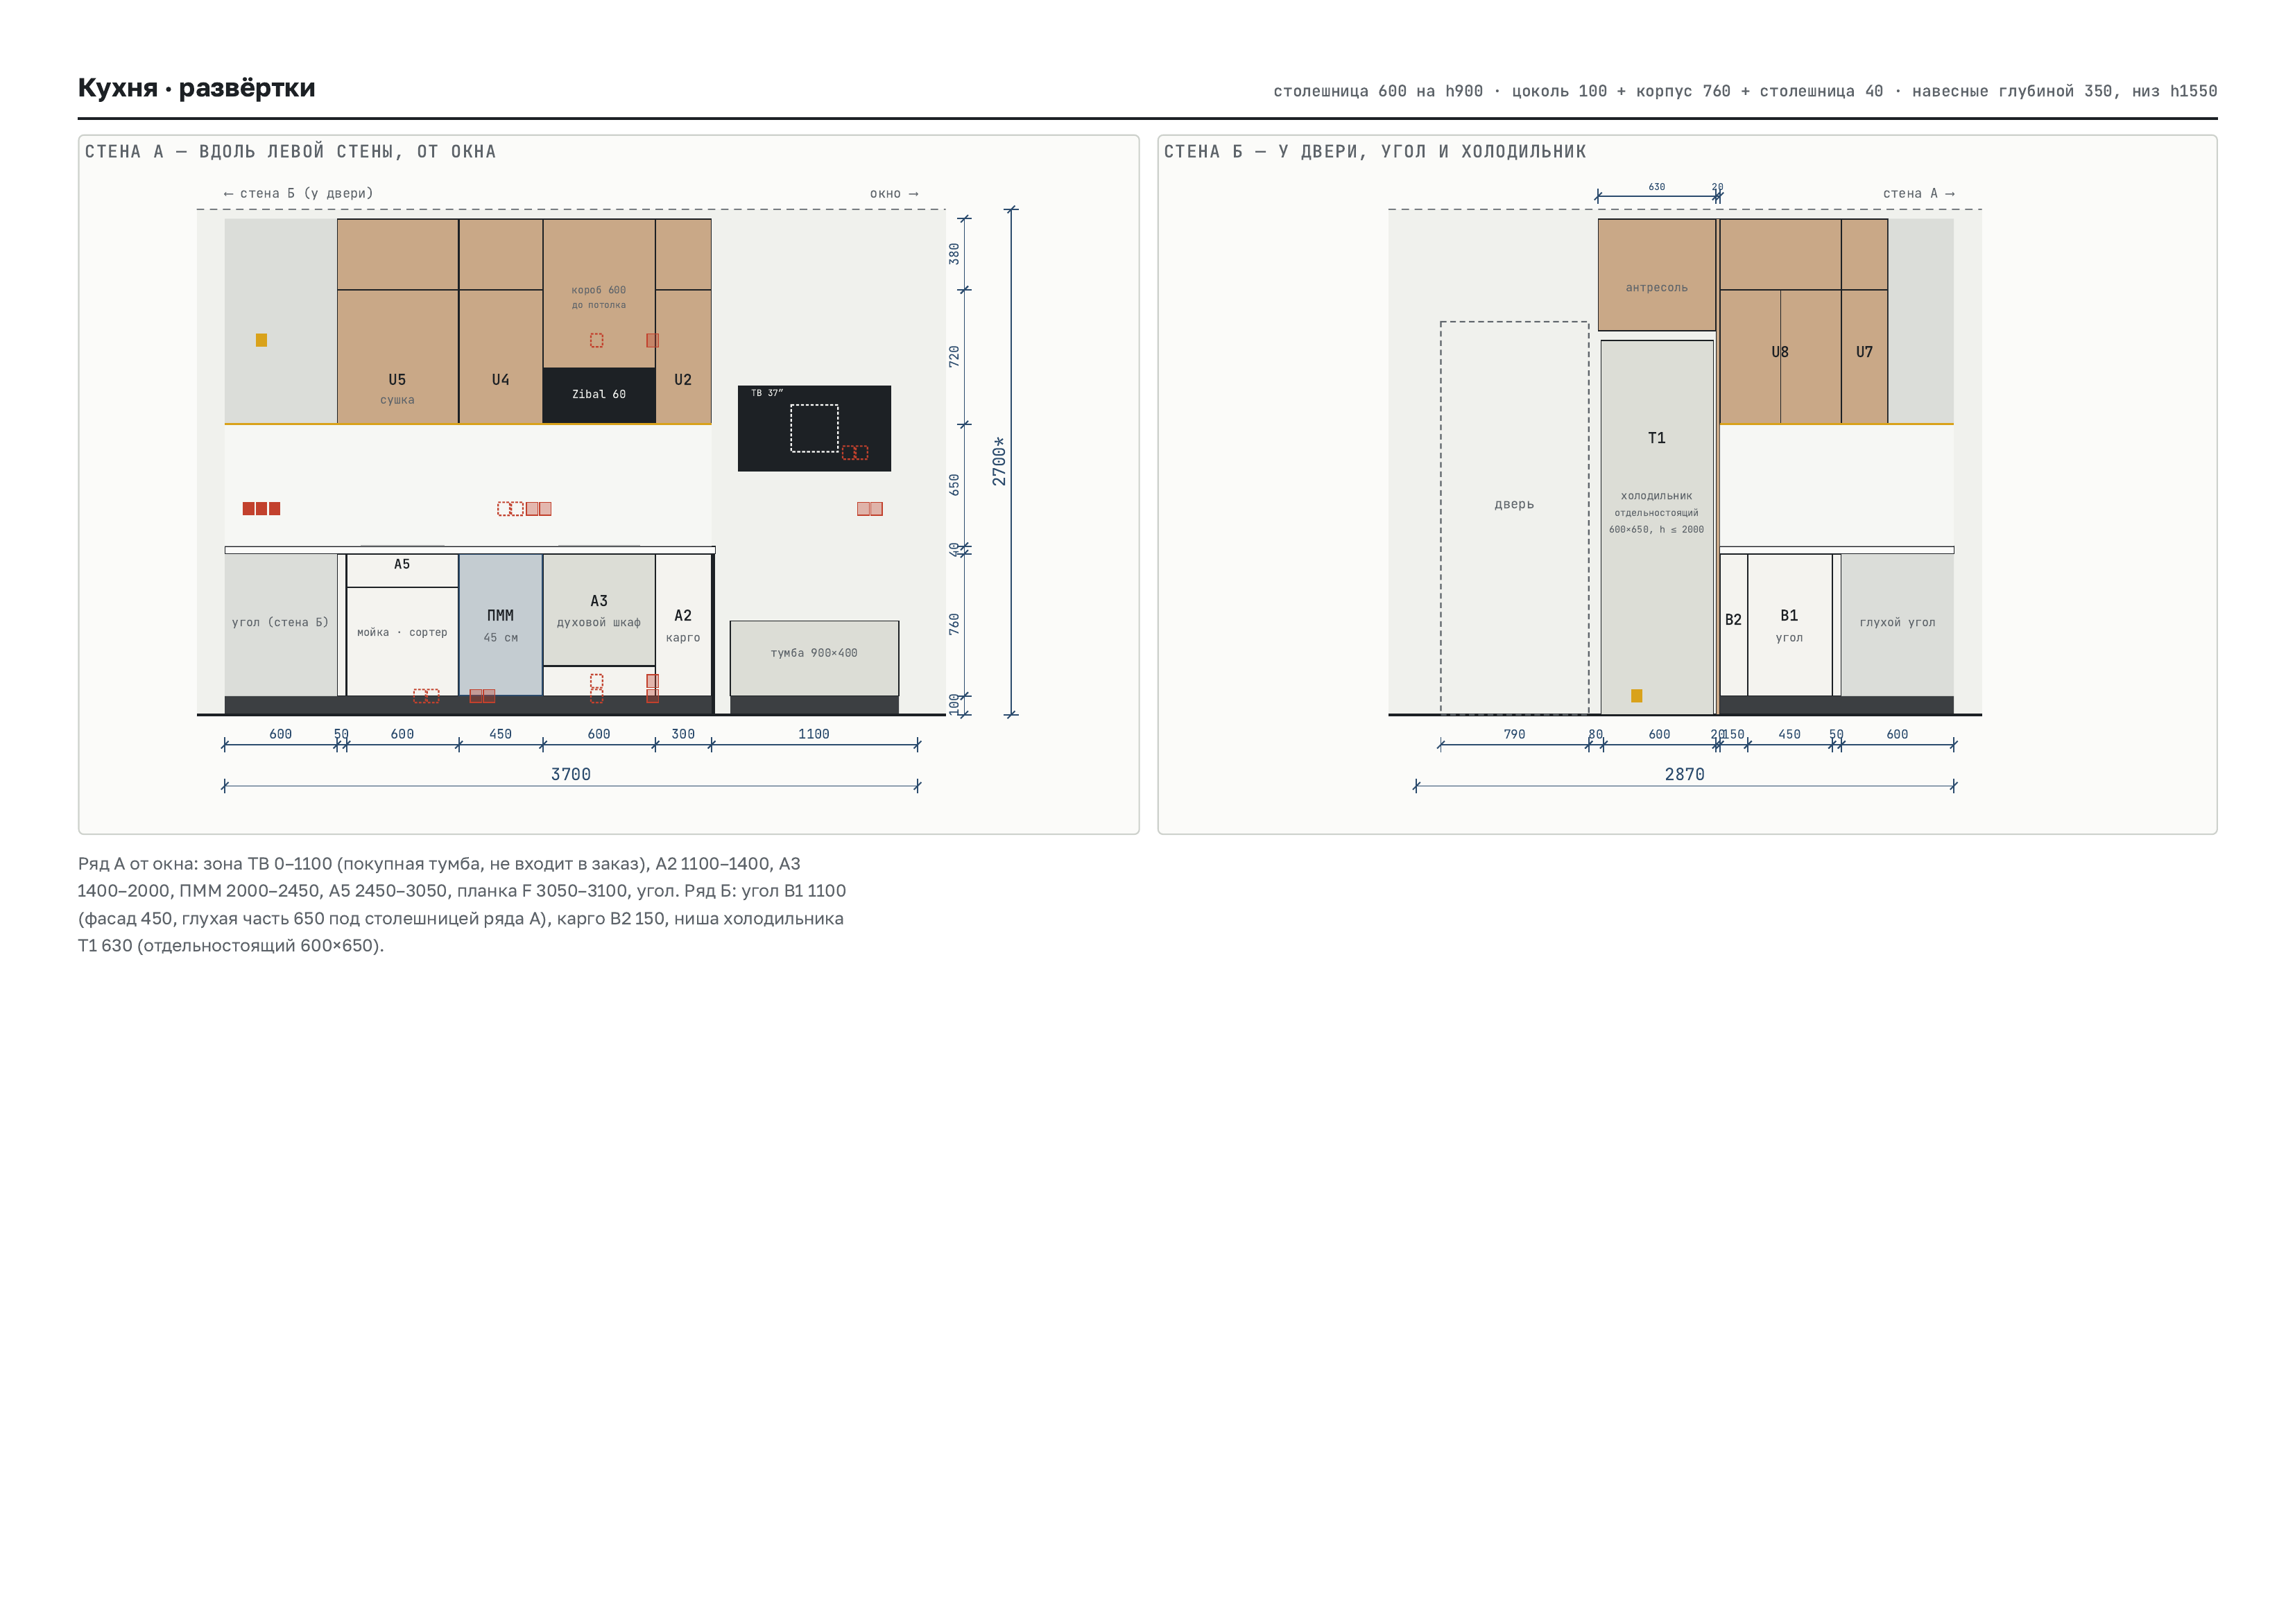 Кухня · развёртки
столешница 600 на h900 · цоколь 100 + корпус 760 + столешница 40 · навесные глубиной 350, низ h1550
СТЕНА А — ВДОЛЬ ЛЕВОЙ СТЕНЫ, ОТ ОКНА
← стена Б (у двери)
окно →
380
короб 600
до потолка
720
U5
U4
U2
сушка
Zibal 60
ТВ 37″
2700*
650
40
А5
ПММ
А3
А2
угол (стена Б)
мойка · сортер
45 см
духовой шкаф
карго
760
тумба 900×400
100
600
50
600
450
600
300
1100
3700
СТЕНА Б — У ДВЕРИ, УГОЛ И ХОЛОДИЛЬНИК
630
20
стена А →
антресоль
U8
U7
Т1
холодильник
отдельностоящий
600×650, h ≤ 2000
дверь
В2
В1
угол
глухой угол
790
80
600
20
150
450
50
600
2870
Ряд А от окна: зона ТВ 0–1100 (покупная тумба, не входит в заказ), А2 1100–1400, А3
1400–2000, ПММ 2000–2450, А5 2450–3050, планка F 3050–3100, угол. Ряд Б: угол В1 1100
(фасад 450, глухая часть 650 под столешницей ряда А), карго В2 150, ниша холодильника
Т1 630 (отдельностоящий 600×650).